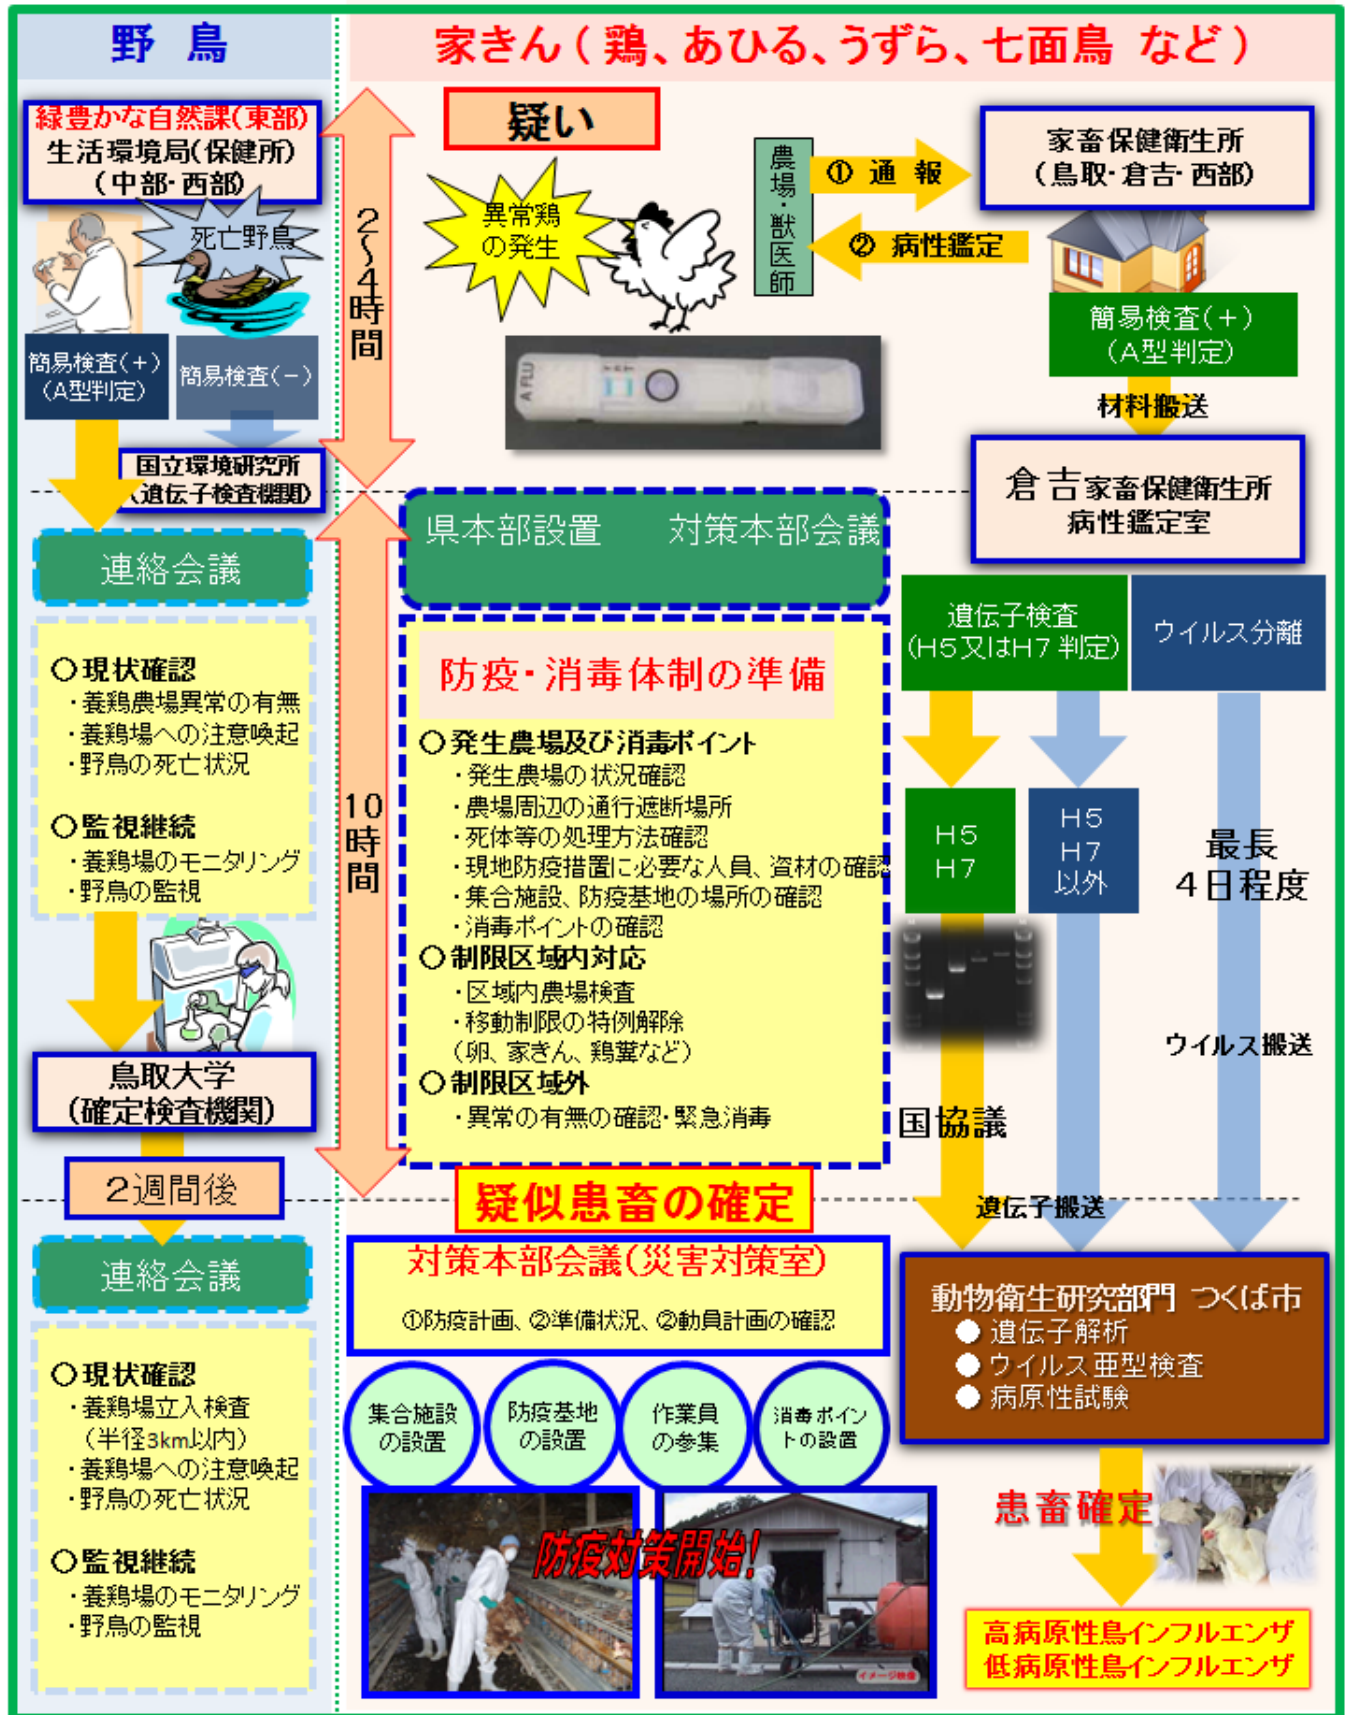 野 鳥
緑豊かな自然課(東部)
生活環境局(保健所)
(中部・西部)
死亡野鳥
簡易検査(+)
(A型判定)
簡易検査(-)
国立環境研究所
(遺伝子検査機関)
連絡会議
○現状確認
・養鶏農場異常の有無
・養鶏場への注意喚起
・野鳥の死亡状況
○監視継続
・養鶏場のモニタリング
・野鳥の監視
鳥取大学
(確定検査機関)
2週間後
連絡会議
○現状確認
・養鶏場立入検査
(半径3km以内)
・養鶏場への注意喚起
・野鳥の死亡状況
○監視継続
・養鶏場のモニタリング
・野鳥の監視
2~4時間
10時間
家きん(鶏、あひる、うずら、七面鳥 など)
疑い
異常鶏
の発生
農場・獣医師
① 通 報
② 病性鑑定
家畜保健衛生所
(鳥取・倉吉・西部)
簡易検査(+)
(A型判定)
A FLU
材料搬送
倉吉家畜保健衛生所
病性鑑定室
県本部設置 対策本部会議
防疫・消毒体制の準備
○発生農場及び消毒ポイント
・発生農場の状況確認
・農場周辺の通行遮断場所
・死体等の処理方法確認
・現地防疫措置に必要な人員、資材の確認
・集合施設、防疫基地の場所の確認
・消毒ポイントの確認
○制限区域内対応
・区域内農場検査
・移動制限の特例解除
(卵、家きん、鶏糞など)
○制限区域外
・異常の有無の確認・緊急消毒
遺伝子検査
(H5又はH7判定)
ウイルス分離
H5
H7
H5
H7
以外
最長
4日程度
ウイルス搬送
国協議
遺伝子搬送
疑似患畜の確定
対策本部会議(災害対策室)
①防疫計画、②準備状況、②動員計画の確認
集合施設
の設置
防疫基地
の設置
作業員
の参集
消毒ポイン
トの設置
防疫対策開始!
イメージ映像
動物衛生研究部門 つくば市
● 遺伝子解析
● ウイルス亜型検査
● 病原性試験
患畜確定
高病原性鳥インフルエンザ
低病原性鳥インフルエンザ